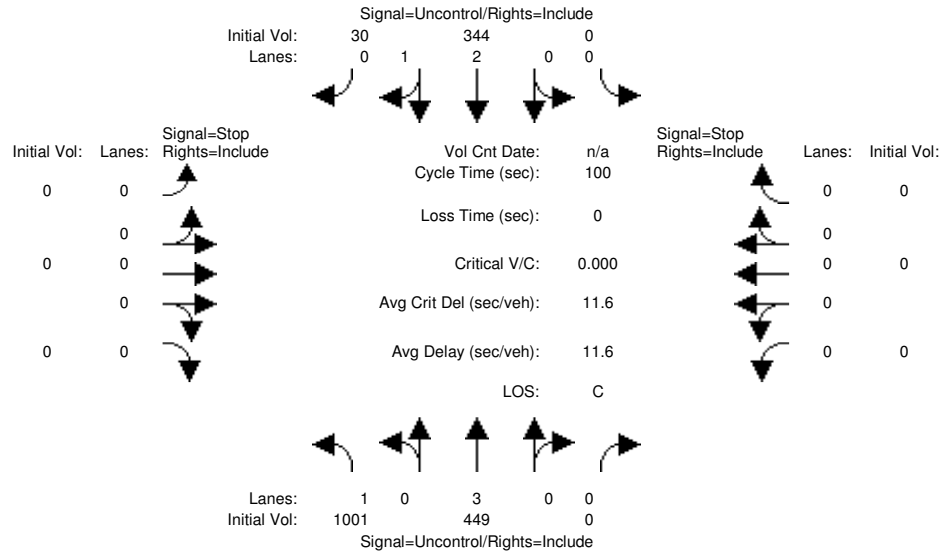 Signal=Uncontrol/Rights=Include
Initial Vol: 30 344 0
Lanes: 0 1 2 0 0
Signal=Stop Signal=Stop
Initial Vol: Lanes: Rights=Include Vol Cnt Date: n/a Rights=Include Lanes: Initial Vol:
Cycle Time (sec): 100
0 0 0 0
Loss Time (sec): 0
0 0
0 0 Critical V/C: 0.000 0 0
0 Avg Crit Del (sec/veh): 11.6 0
0 0 Avg Delay (sec/veh): 11.6 0 0
LOS: C
Lanes: 1 0 3 0 0
Initial Vol: 1001 449 0
Signal=Uncontrol/Rights=Include